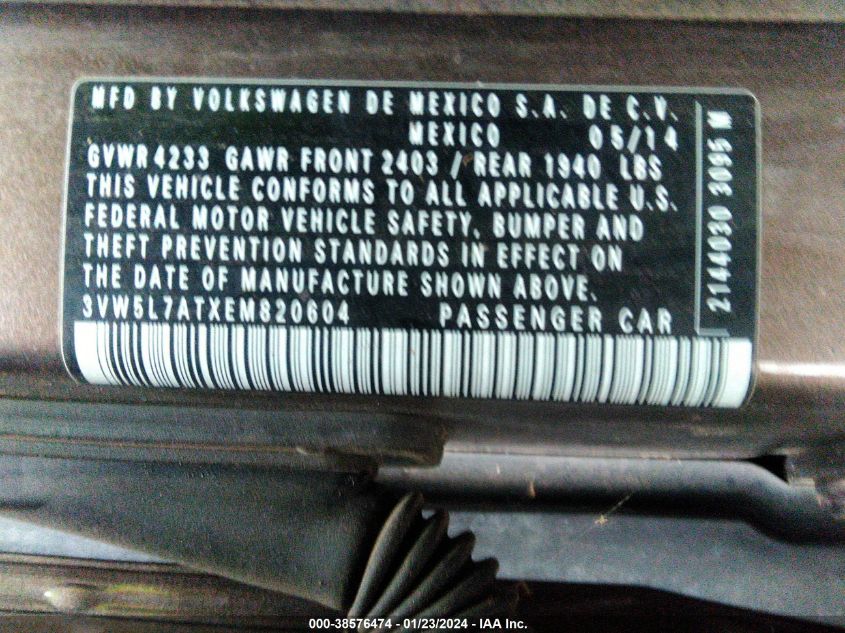 MFD BY VOLKSWAGEN DE MEXICO S.A. DE C.V.
MEXICO 05/14
GVWR 4233 GAWR FRONT 2403 / REAR 1940 LBS
THIS VEHICLE CONFORMS TO ALL APPLICABLE U.S.
FEDERAL MOTOR VEHICLE SAFETY, BUMPER AND
THEFT PREVENTION STANDARDS IN EFFECT ON
THE DATE OF MANUFACTURE SHOWN ABOVE.
3VW5L7ATXEM820604 PASSENGER CAR
2144030 3095 M
000-38576474 - 01/23/2024 - IAA Inc.